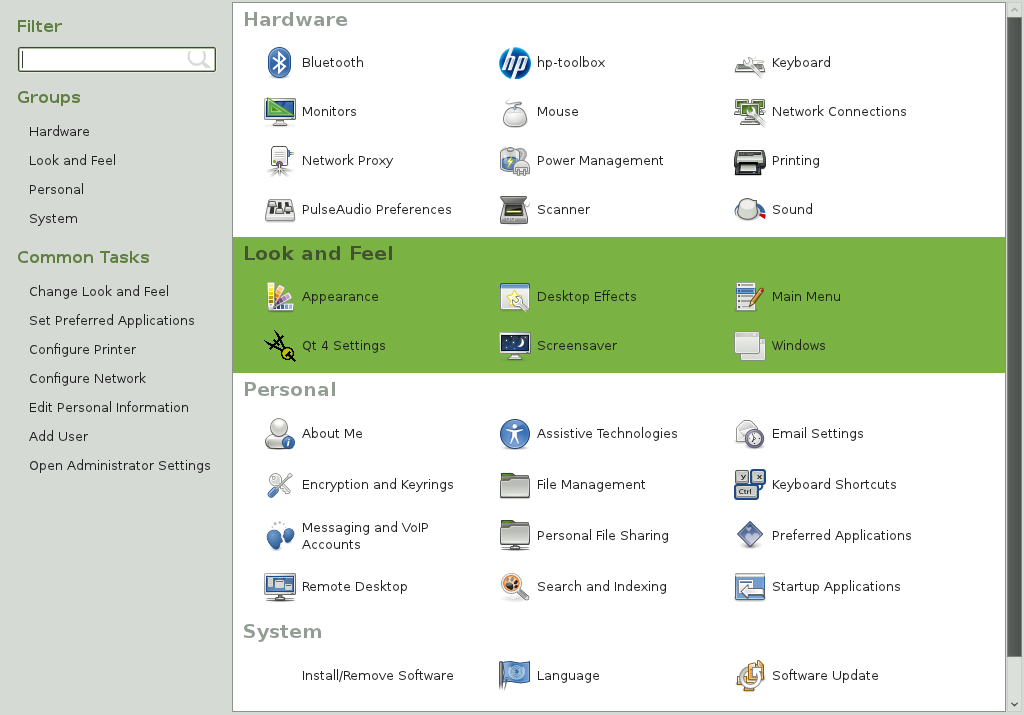 Filter
Groups
Hardware
Look and Feel
Personal
System
Common Tasks
Change Look and Feel
Set Preferred Applications
Configure Printer
Configure Network
Edit Personal Information
Add User
Open Administrator Settings
Hardware
Bluetooth
hp hp-toolbox
Keyboard
Monitors
Mouse
Network Connections
Network Proxy
Power Management
Printing
PulseAudio Preferences
Scanner
Sound
Look and Feel
Appearance
Desktop Effects
Main Menu
Qt 4 Settings
Screensaver
Windows
Personal
About Me
Assistive Technologies
Email Settings
Encryption and Keyrings
File Management
Y X
Ctrl
Keyboard Shortcuts
Messaging and VoIP
Accounts
Personal File Sharing
Preferred Applications
Remote Desktop
Search and Indexing
Startup Applications
System
Install/Remove Software
Language
Software Update